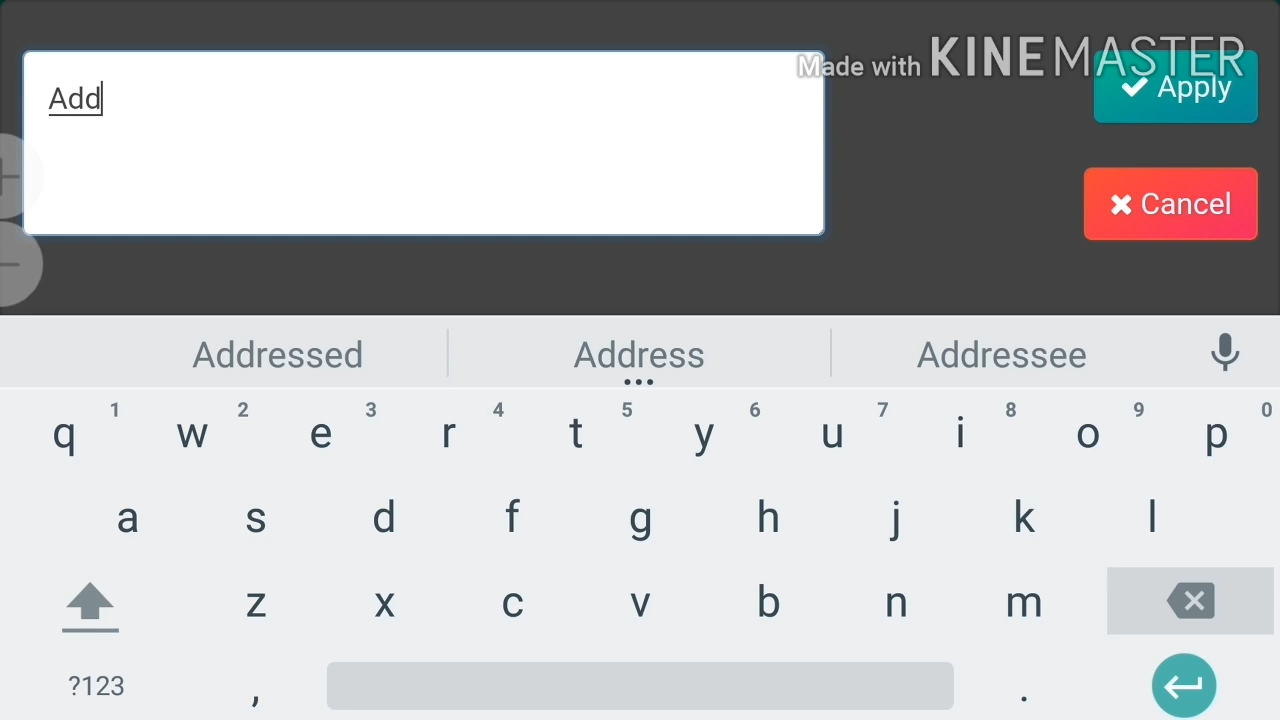 Made with KINEMASTER
Add
Apply
Cancel
Addressed Address Addressee
1 2 3 4 5 6 7 8 9 0
q w e r t y u i o p
a s d f g h j k l
z x c v b n m
?123 , .